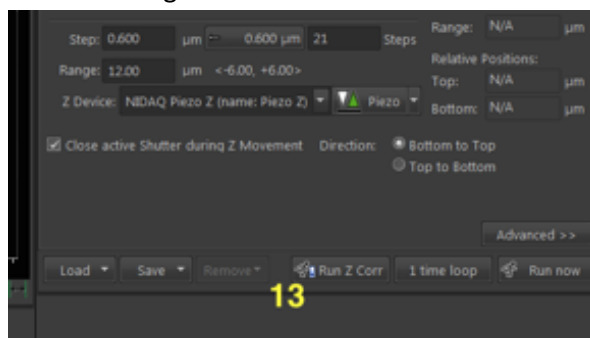 Step: 0.600 µm 0.600 µm 21 Steps
Range: N/A µm
Range: 12.00 µm <-6.00, +6.00>
Relative Positions:
Top: N/A µm
Z Device: NIDAQ Piezo Z (name: Piezo Z) Piezo
Bottom: N/A µm
Close active Shutter during Z Movement Direction: Bottom to Top
Top to Bottom
Advanced >>
Load Save Remove Run Z Corr 1 time loop Run now
13